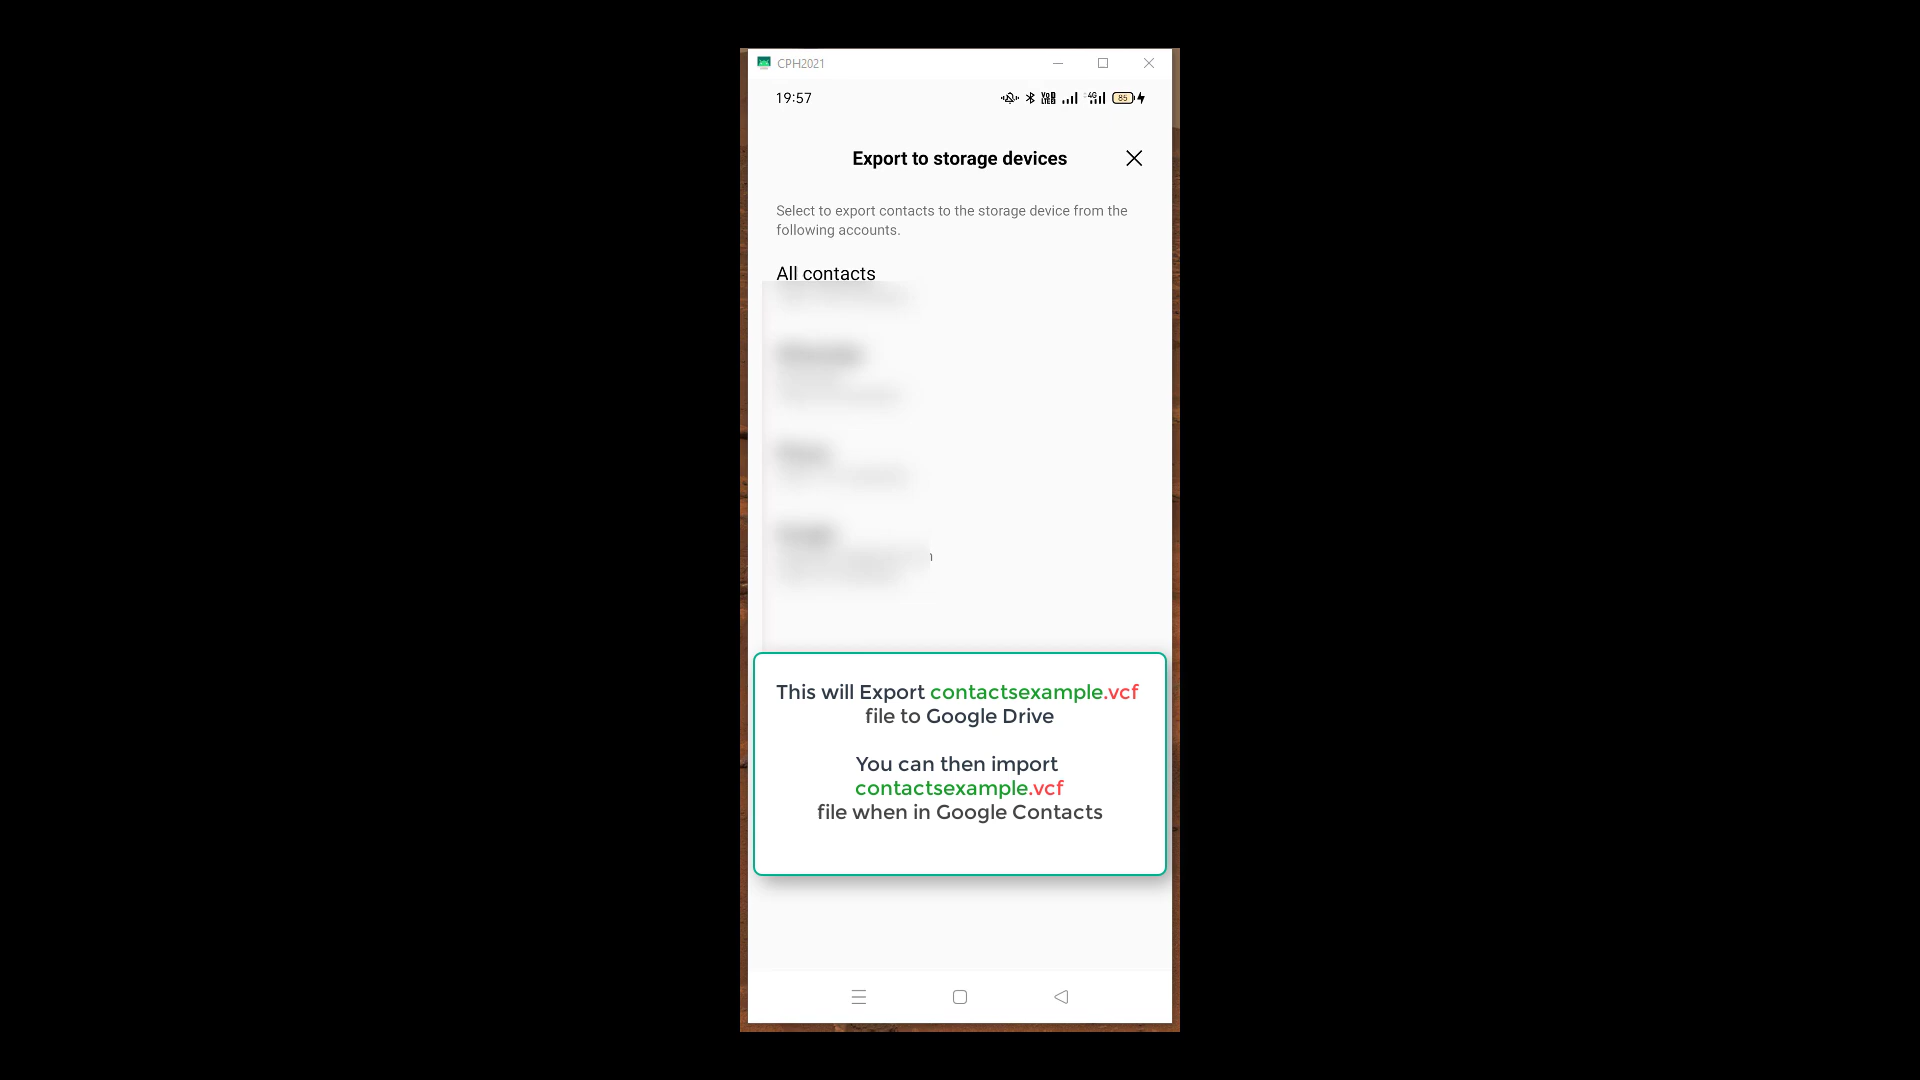 CPH2021
19:57
85
Export to storage devices
Select to export contacts to the storage device from the
following accounts.
All contacts
This will Export contactsexample.vcf
file to Google Drive
You can then import
contactsexample.vcf
file when in Google Contacts